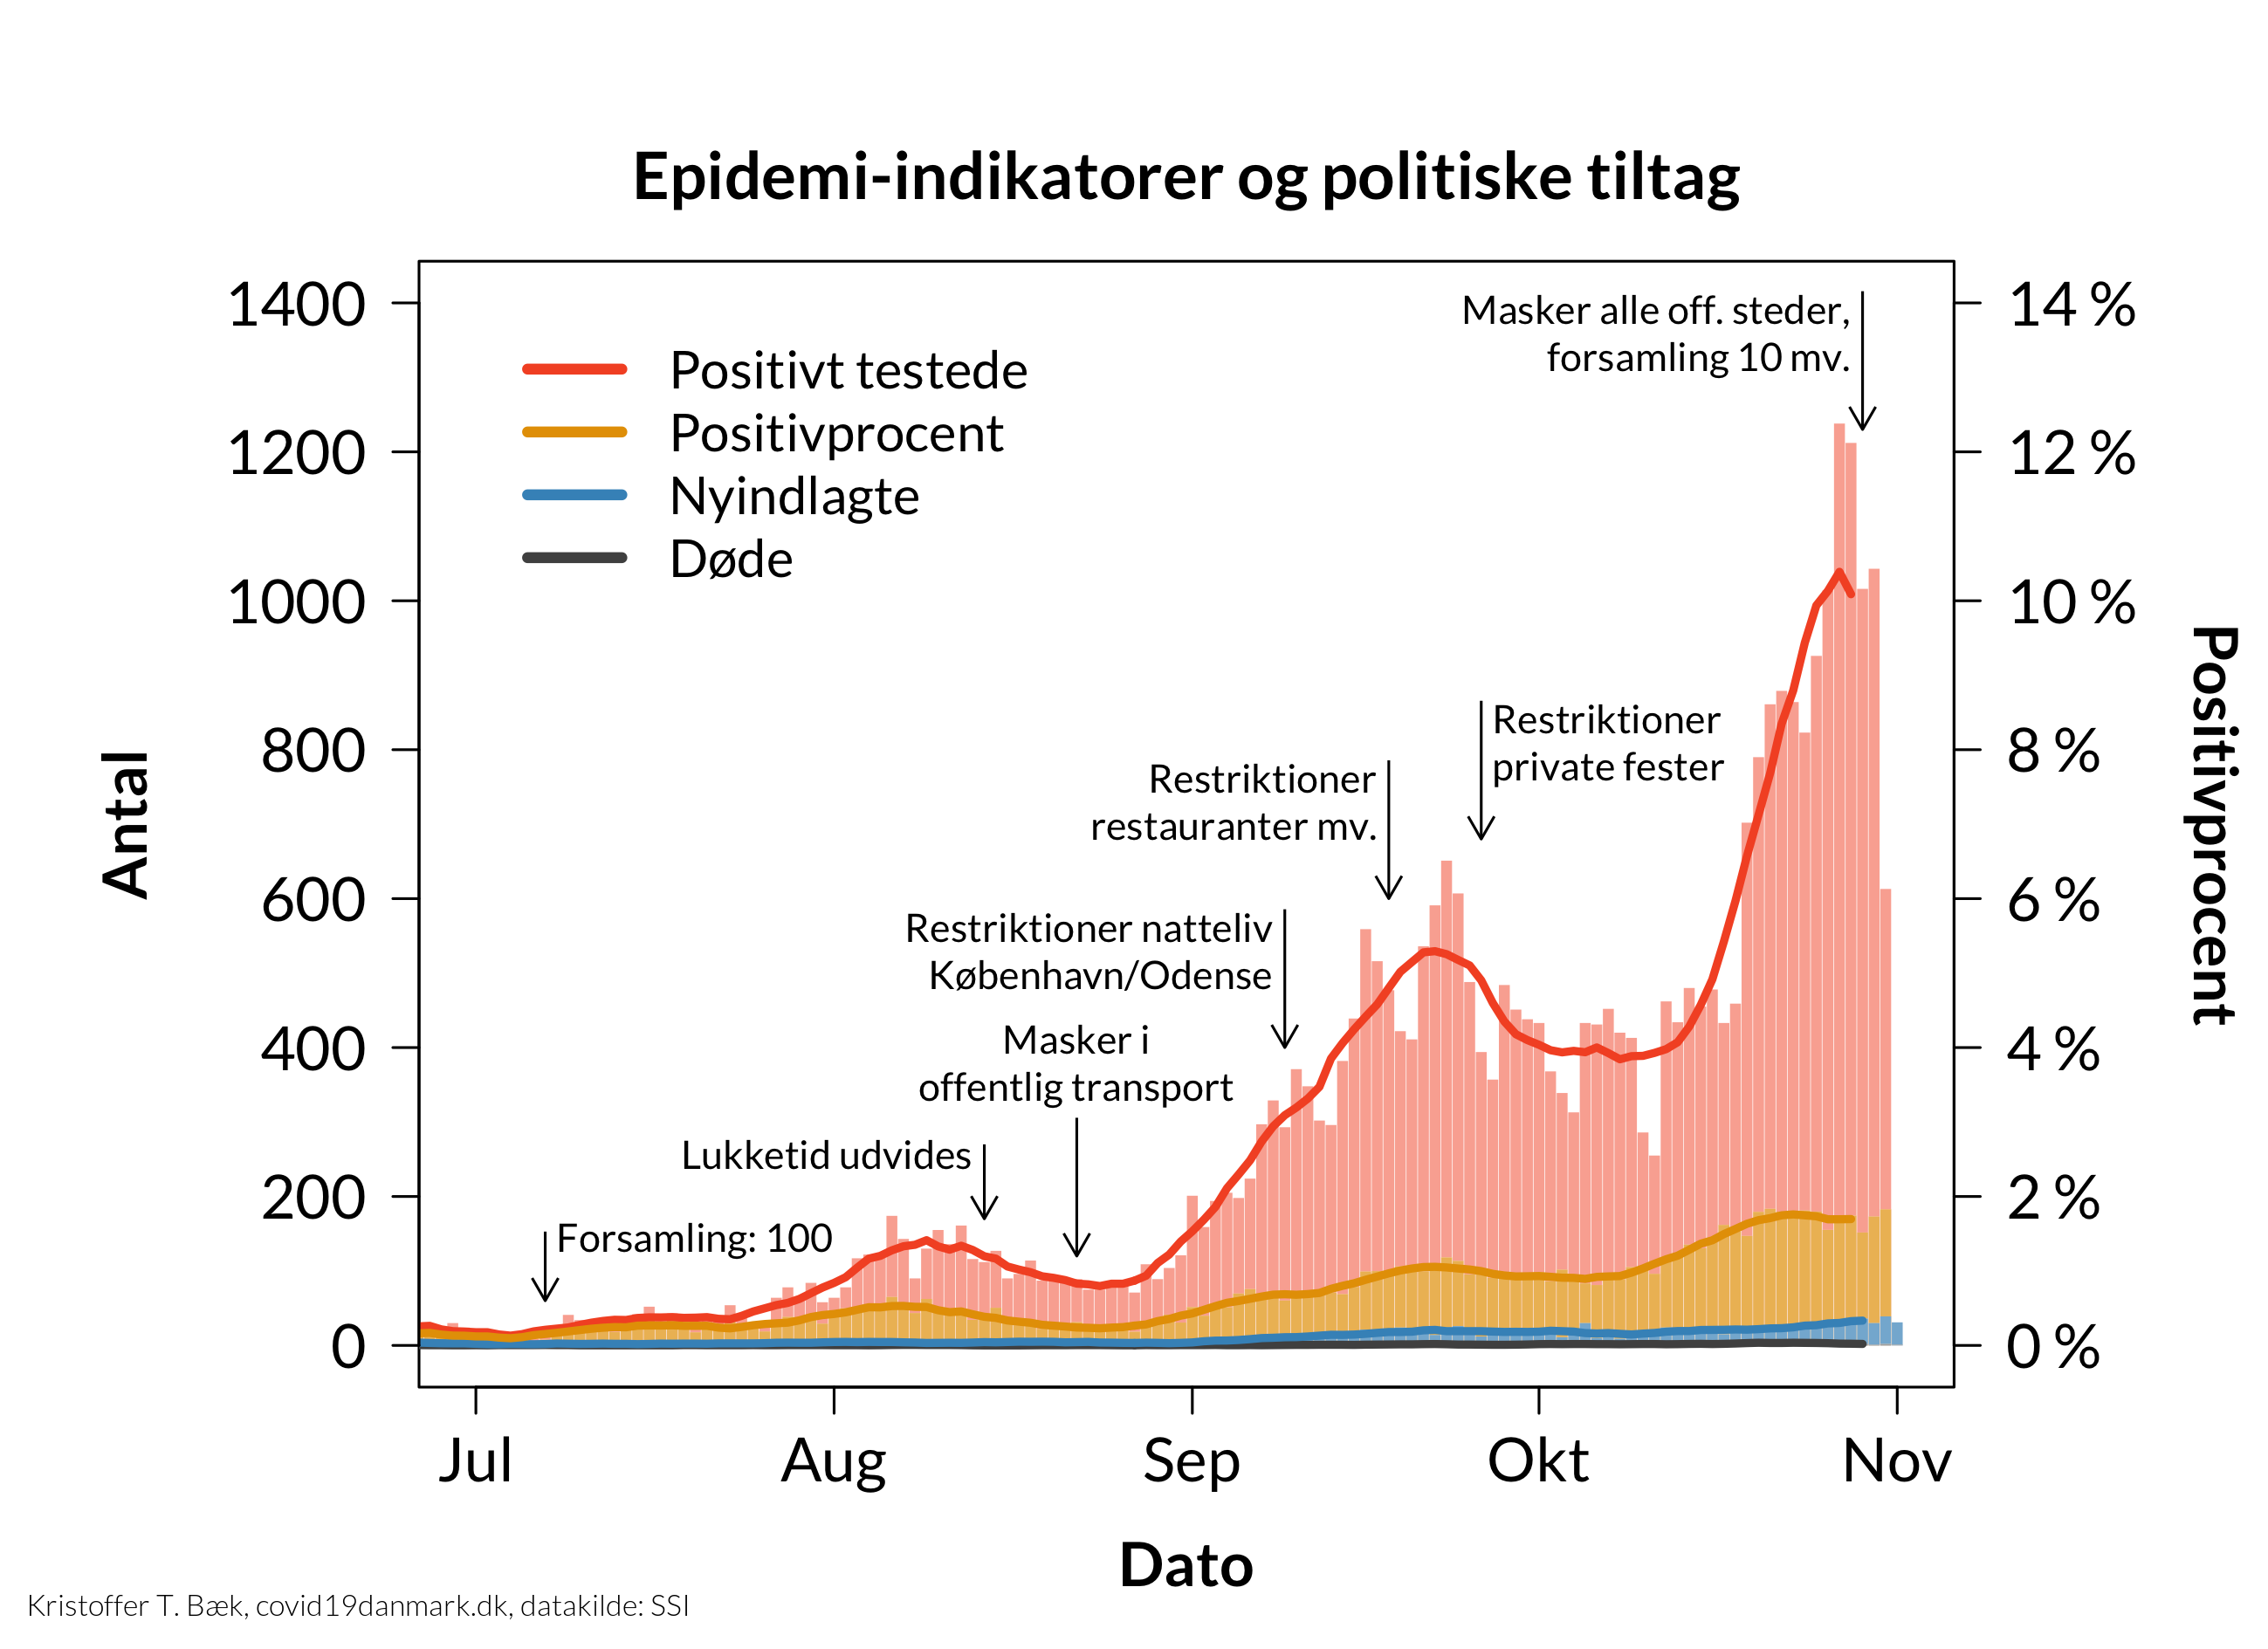 Epidemi-indikatorer og politiske tiltag
1400
1200
1000
800
600
400
200
0
Antal
Positivt testede
Positivprocent
Nyindlagte
Døde
Forsamling: 100
Lukketid udvides
Masker i
offentlig transport
Restriktioner natteliv
København/Odense
Restriktioner
restauranter mv.
Restriktioner
private fester
Masker alle off. steder,
forsamling 10 mv.
14 %
12 %
10 %
8 %
6 %
4 %
2 %
0 %
Positivprocent
Jul Aug Sep Okt Nov
Dato
Kristoffer T. Bæk, covid19danmark.dk, datakilde: SSI